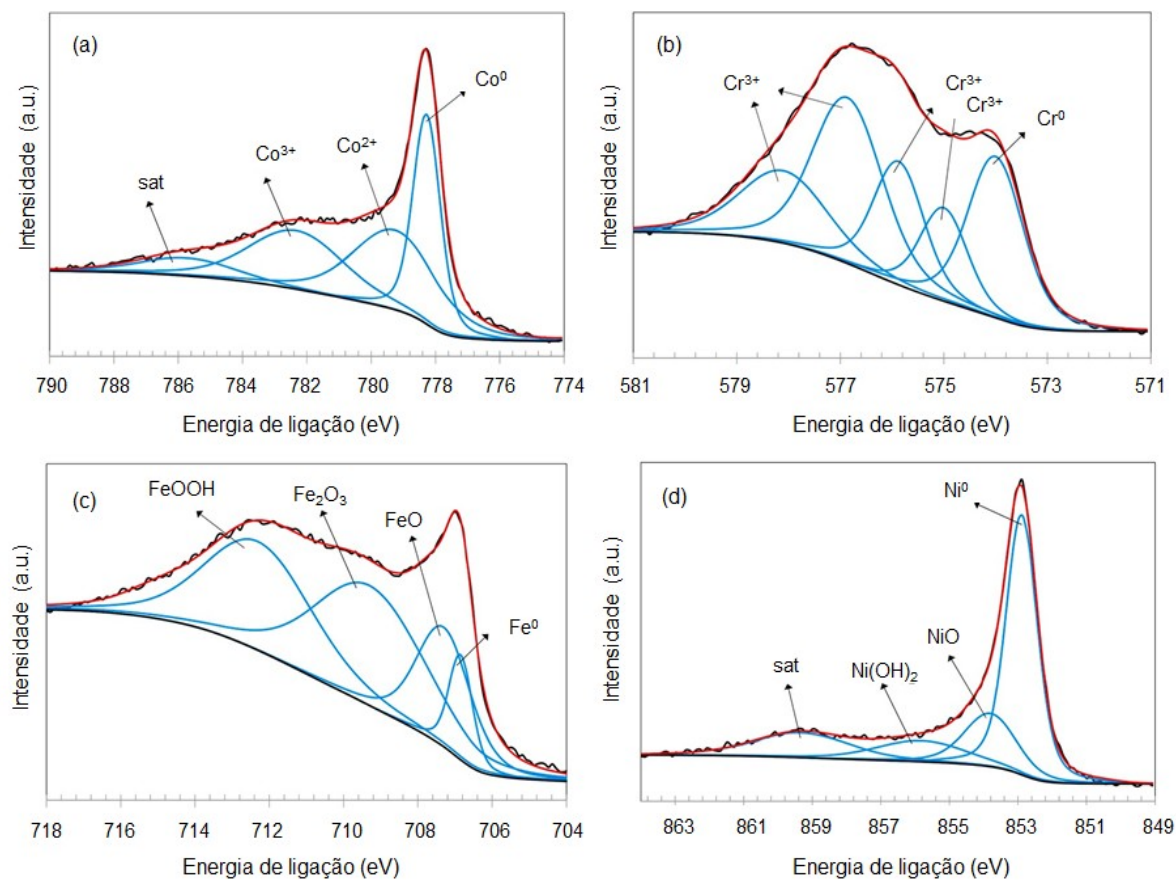 (a)
Co⁰
Co³⁺
Co²⁺
sat
Intensidade (a.u.)
790 788 786 784 782 780 778 776 774
Energia de ligação (eV)
(b)
Cr³⁺
Cr³⁺
Cr³⁺
Cr⁰
Intensidade (a.u.)
581 579 577 575 573 571
Energia de ligação (eV)
(c)
FeOOH
Fe₂O₃
FeO
Fe⁰
Intensidade (a.u.)
718 716 714 712 710 708 706 704
Energia de ligação (eV)
(d)
Ni⁰
NiO
Ni(OH)₂
sat
Intensidade (a.u.)
863 861 859 857 855 853 851 849
Energia de ligação (eV)